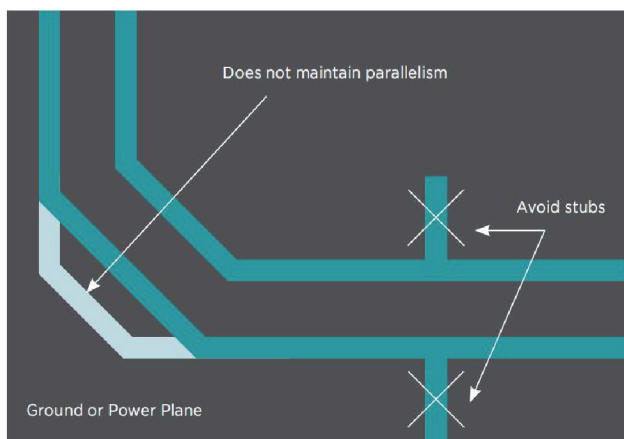 Does not maintain parallelism
Avoid stubs
Ground or Power Plane